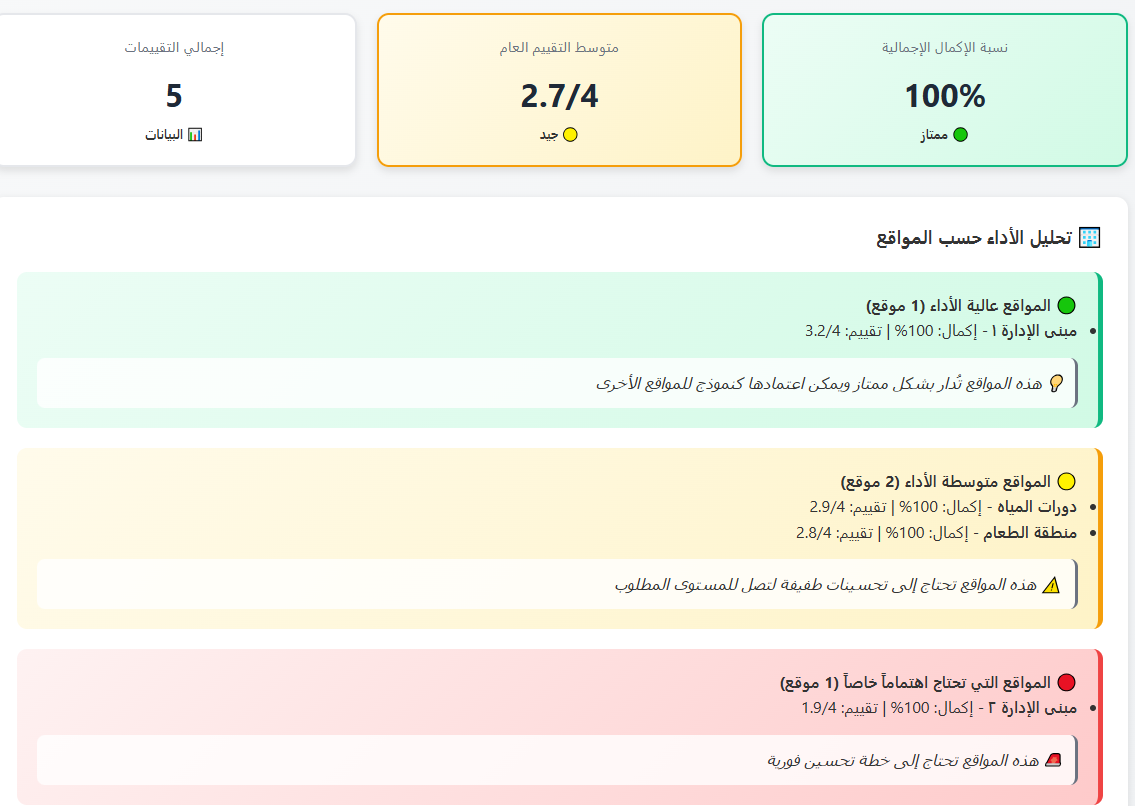 نسبة الإكمال الإجمالية
100%
🟢 ممتاز
متوسط التقييم العام
2.7/4
🟡 جيد
إجمالي التقييمات
5
📊 البيانات
🏢 تحليل الأداء حسب المواقع
🟢 المواقع عالية الأداء (1 موقع)
• مبنى الإدارة ١ - إكمال: 100% | تقييم: 3.2/4
💡 هذه المواقع تُدار بشكل ممتاز ويمكن اعتمادها كنموذج للمواقع الأخرى
🟡 المواقع متوسطة الأداء (2 موقع)
• دورات المياه - إكمال: 100% | تقييم: 2.9/4
• منطقة الطعام - إكمال: 100% | تقييم: 2.8/4
⚠️ هذه المواقع تحتاج إلى تحسينات طفيفة لتصل للمستوى المطلوب
🔴 المواقع التي تحتاج اهتماماً خاصاً (1 موقع)
• مبنى الإدارة ٢ - إكمال: 100% | تقييم: 1.9/4
🚨 هذه المواقع تحتاج إلى خطة تحسين فورية